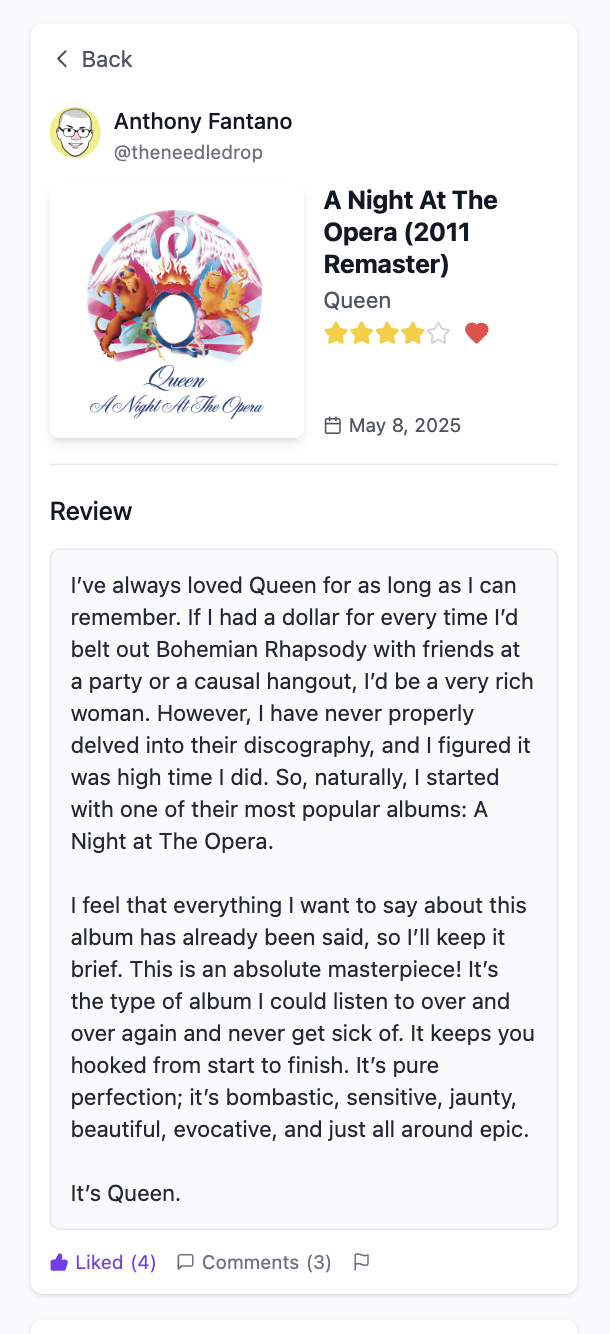 Back
Anthony Fantano
@theneedledrop
Queen
A Night At The Opera
A Night At The
Opera (2011
Remaster)
Queen
May 8, 2025
Review
I’ve always loved Queen for as long as I can
remember. If I had a dollar for every time I’d
belt out Bohemian Rhapsody with friends at
a party or a causal hangout, I’d be a very rich
woman. However, I have never properly
delved into their discography, and I figured it
was high time I did. So, naturally, I started
with one of their most popular albums: A
Night at The Opera.
I feel that everything I want to say about this
album has already been said, so I’ll keep it
brief. This is an absolute masterpiece! It’s
the type of album I could listen to over and
over again and never get sick of. It keeps you
hooked from start to finish. It’s pure
perfection; it’s bombastic, sensitive, jaunty,
beautiful, evocative, and just all around epic.
It’s Queen.
Liked (4) Comments (3)